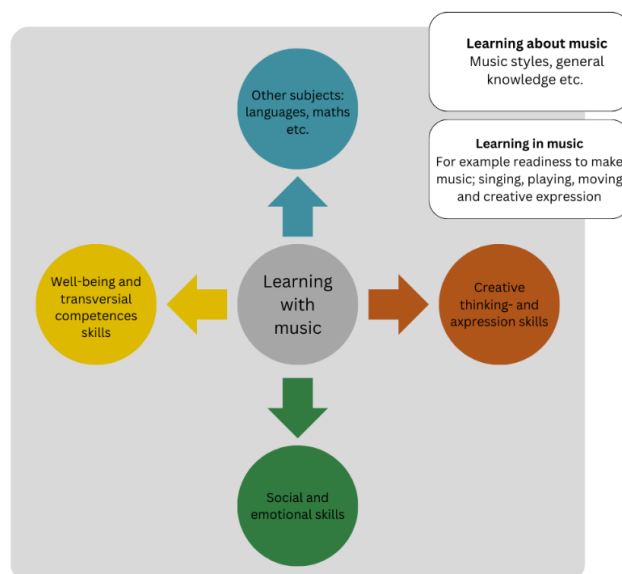 Learning about music
Music styles, general
knowledge etc.
Other subjects:
languages, maths
etc.
Learning in music
For example readiness to make
music; singing, playing, moving
and creative expression
Well-being and
transversial
competences
skills
Learning
with
music
Creative
thinking- and
axpression skills
Social and
emotional skills